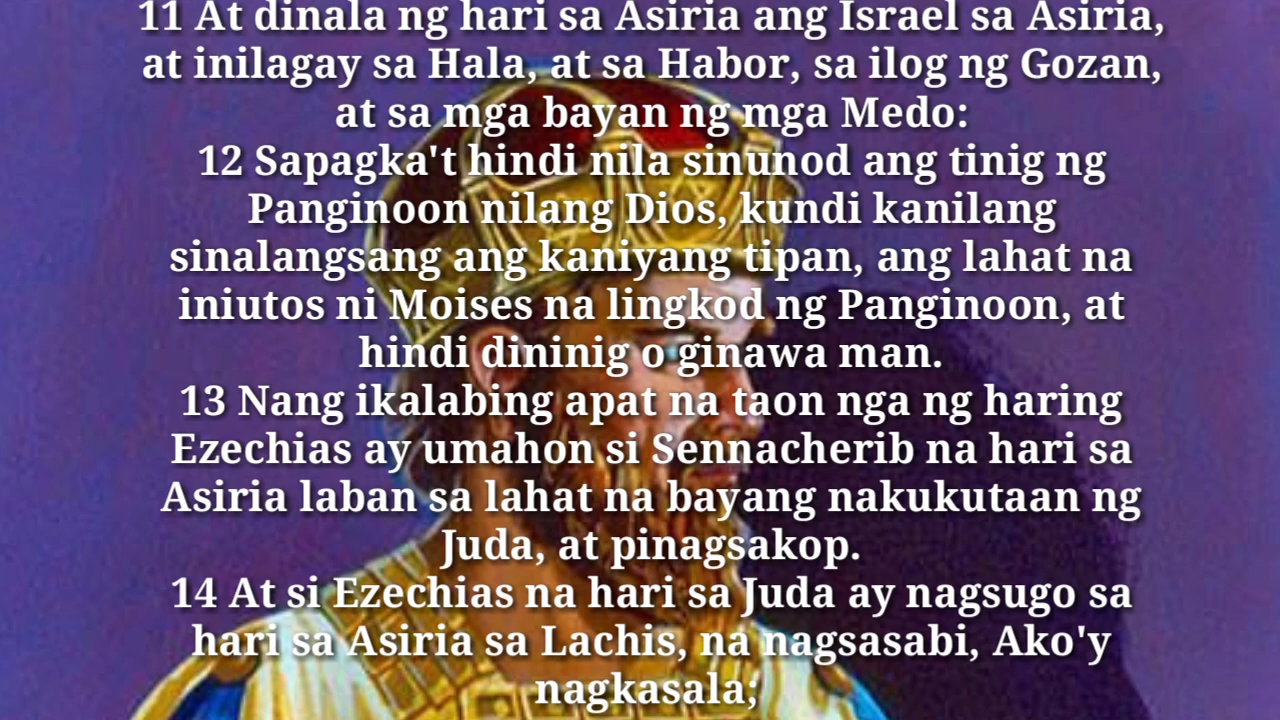 11 At dinala ng hari sa Asiria ang Israel sa Asiria,
at inilagay sa Hala, at sa Habor, sa ilog ng Gozan,
at sa mga bayan ng mga Medo:
12 Sapagka't hindi nila sinunod ang tinig ng
Panginoon nilang Dios, kundi kanilang
sinalangsang ang kaniyang tipan, ang lahat na
iniutos ni Moises na lingkod ng Panginoon, at
hindi dininig o ginawa man.
13 Nang ikalabing apat na taon nga ng haring
Ezechias ay umahon si Sennacherib na hari sa
Asiria laban sa lahat na bayang nakukutaan ng
Juda, at pinagsakop.
14 At si Ezechias na hari sa Juda ay nagsugo sa
hari sa Asiria sa Lachis, na nagsasabi, Ako'y
nagkasala;